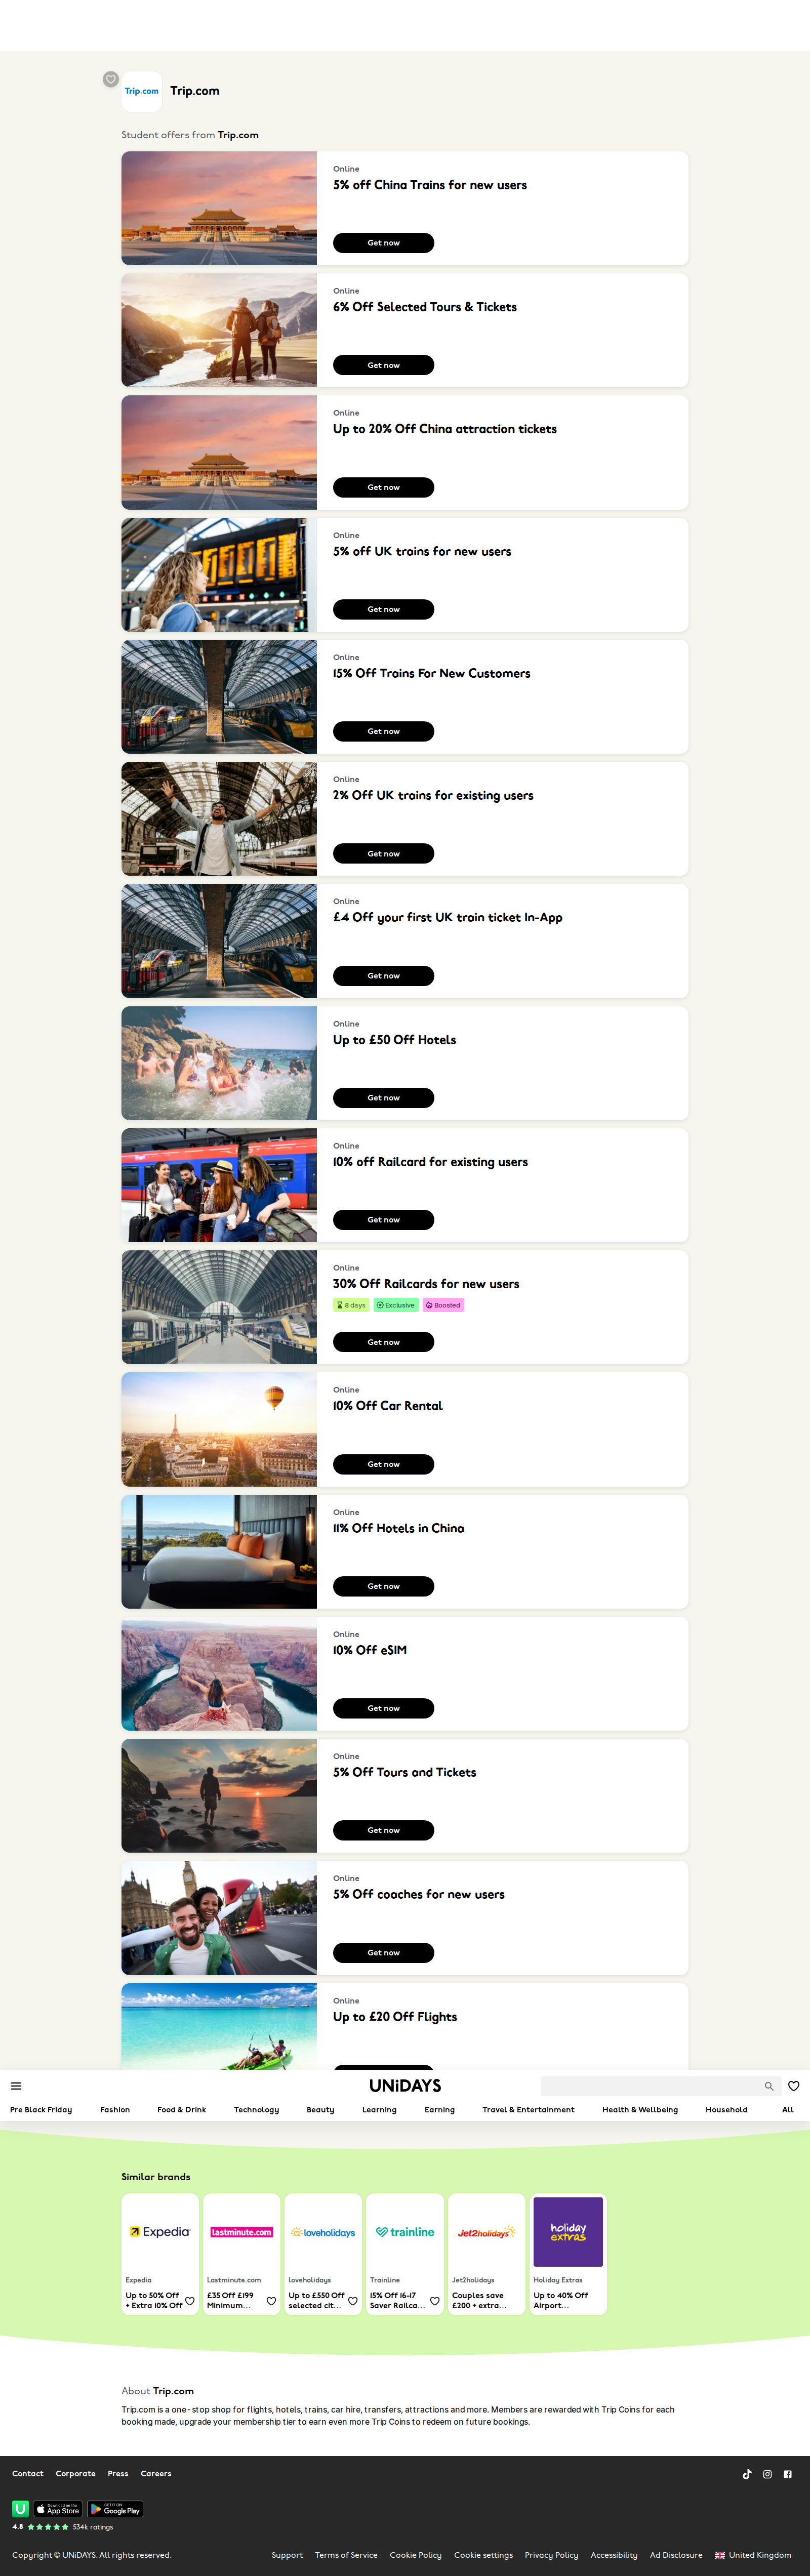 Trip.com
Trip.com
Student offers from Trip.com
Online
5% off China Trains for new users
Get now
Online
6% Off Selected Tours & Tickets
Get now
Online
Up to 20% Off China attraction tickets
Get now
Online
5% off UK trains for new users
Get now
Online
15% Off Trains For New Customers
Get now
Online
2% Off UK trains for existing users
Get now
Online
£4 Off your first UK train ticket In-App
Get now
Online
Up to £50 Off Hotels
Get now
Online
10% off Railcard for existing users
Get now
Online
30% Off Railcards for new users
8 days Exclusive Boosted
Get now
Online
10% Off Car Rental
Get now
Online
11% Off Hotels in China
Get now
Online
10% Off eSIM
Get now
Online
5% Off Tours and Tickets
Get now
Online
5% Off coaches for new users
Get now
Online
Up to £20 Off Flights
UNiDAYS
Pre Black Friday Fashion Food & Drink Technology Beauty Learning Earning Travel & Entertainment Health & Wellbeing Household All
Similar brands
Expedia
lastminute.com
loveholidays
trainline
Jet2holidays
holiday extras
Expedia
Up to 50% Off
+ Extra 10% Off
Lastminute.com
£35 Off £199
Minimum...
loveholidays
Up to £550 Off
selected cit...
Trainline
15% Off 16-17
Saver Railca...
Jet2holidays
Couples save
£200 + extra...
Holiday Extras
Up to 40% Off
Airport...
About Trip.com
Trip.com is a one-stop shop for flights, hotels, trains, car hire, transfers, attractions and more. Members are rewarded with Trip Coins for each
booking made, upgrade your membership tier to earn even more Trip Coins to redeem on future bookings.
Contact Corporate Press Careers
U
Download on the App Store
GET IT ON Google Play
4.8 534k ratings
Copyright © UNiDAYS. All rights reserved.
Support Terms of Service Cookie Policy Cookie settings Privacy Policy Accessibility Ad Disclosure United Kingdom